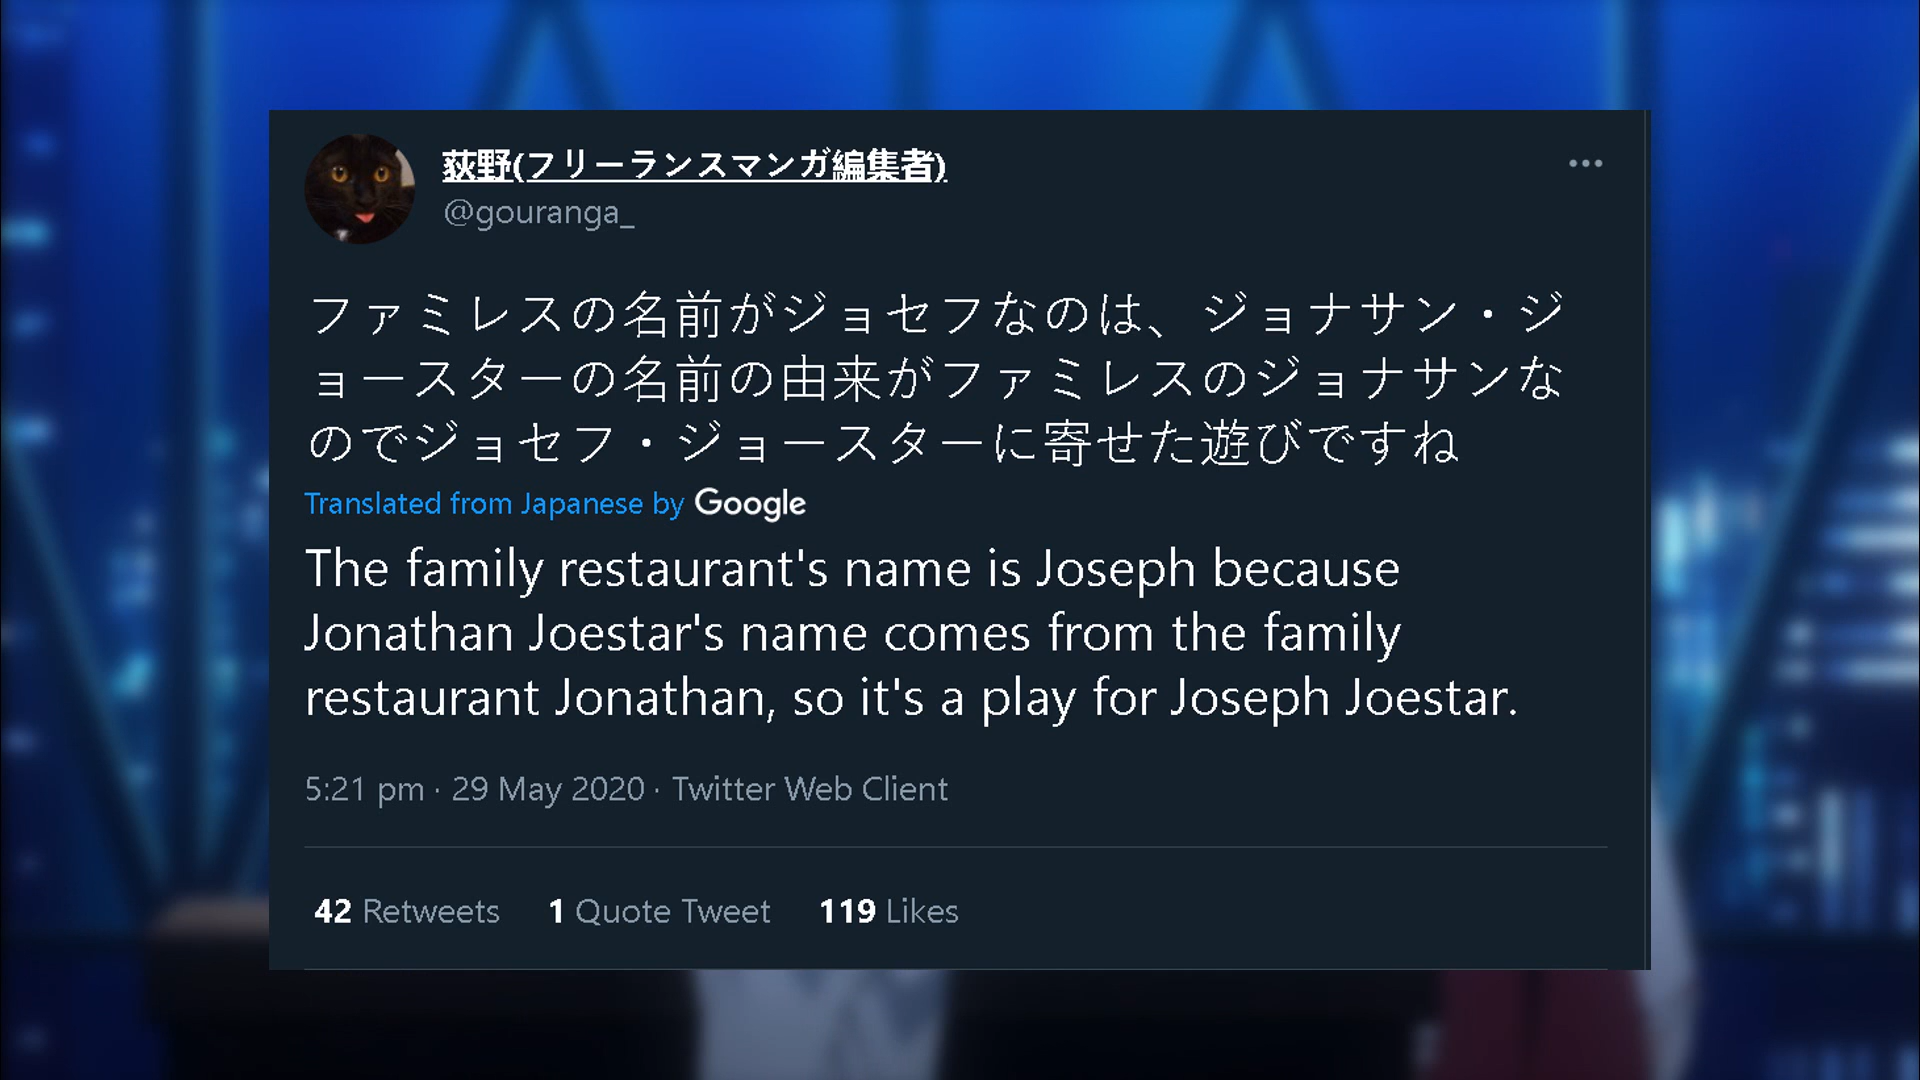 荻野(フリーランスマンガ編集者)
@gouranga_
ファミレスの名前がジョセフなのは、ジョナサン・ジ
ョースターの名前の由来がファミレスのジョナサンな
のでジョセフ・ジョースターに寄せた遊びですね
Translated from Japanese by Google
The family restaurant's name is Joseph because
Jonathan Joestar's name comes from the family
restaurant Jonathan, so it's a play for Joseph Joestar.
5:21 pm · 29 May 2020 · Twitter Web Client
42 Retweets 1 Quote Tweet 119 Likes